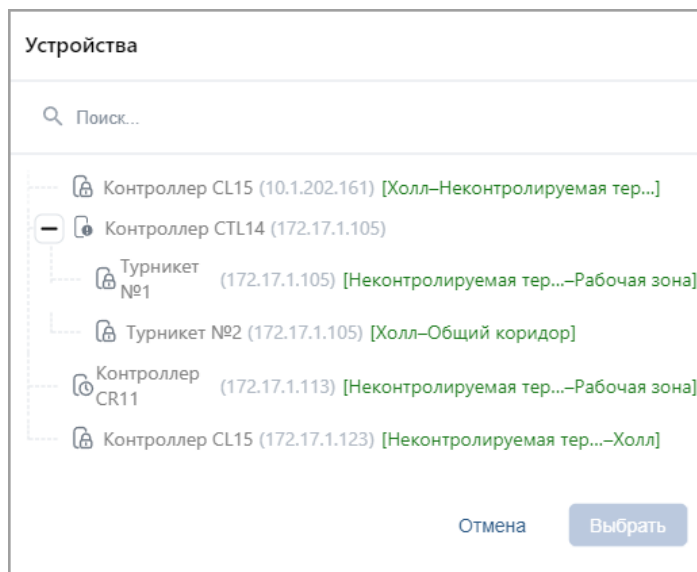 Устройства
Поиск...
Контроллер CL15 (10.1.202.161) [Холл–Неконтролируемая тер...]
Контроллер CTL14 (172.17.1.105)
Турникет
№1
(172.17.1.105) [Неконтролируемая тер...–Рабочая зона]
Турникет №2 (172.17.1.105) [Холл–Общий коридор]
Контроллер
CR11
(172.17.1.113) [Неконтролируемая тер...–Рабочая зона]
Контроллер CL15 (172.17.1.123) [Неконтролируемая тер...–Холл]
Отмена Выбрать